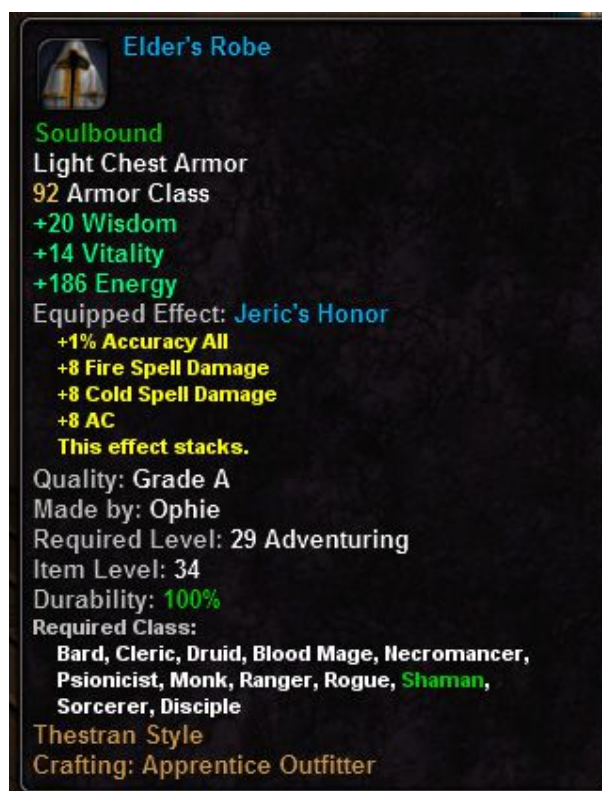 Elder's Robe
Soulbound
Light Chest Armor
92 Armor Class
+20 Wisdom
+14 Vitality
+186 Energy
Equipped Effect: Jeric's Honor
+1% Accuracy All
+8 Fire Spell Damage
+8 Cold Spell Damage
+8 AC
This effect stacks.
Quality: Grade A
Made by: Ophie
Required Level: 29 Adventuring
Item Level: 34
Durability: 100%
Required Class:
Bard, Cleric, Druid, Blood Mage, Necromancer,
Psionicist, Monk, Ranger, Rogue, Shaman,
Sorcerer, Disciple
Thestran Style
Crafting: Apprentice Outfitter